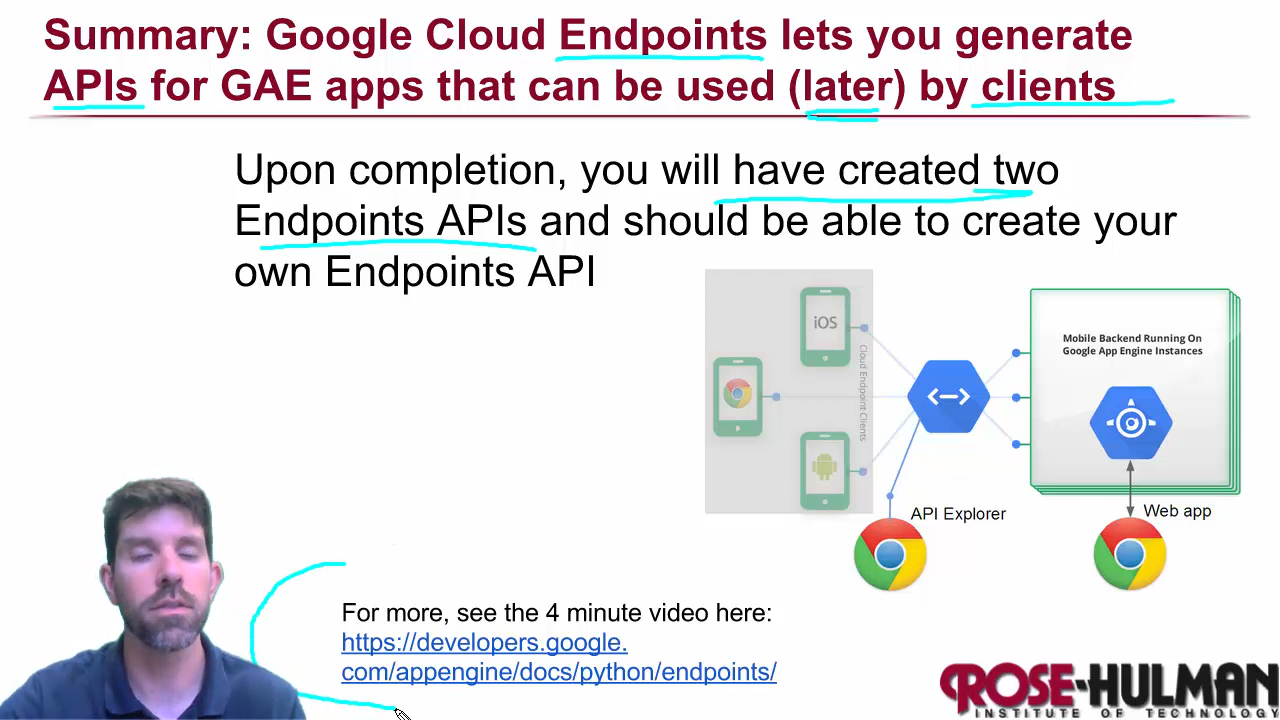 Summary: Google Cloud Endpoints lets you generate
APIs for GAE apps that can be used (later) by clients
Upon completion, you will have created two
Endpoints APIs and should be able to create your
own Endpoints API
iOS
Cloud Endpoint Clients
Mobile Backend Running On
Google App Engine Instances
API Explorer
Web app
For more, see the 4 minute video here:
https://developers.google.
com/appengine/docs/python/endpoints/
ROSE-HULMAN
INSTITUTE OF TECHNOLOGY